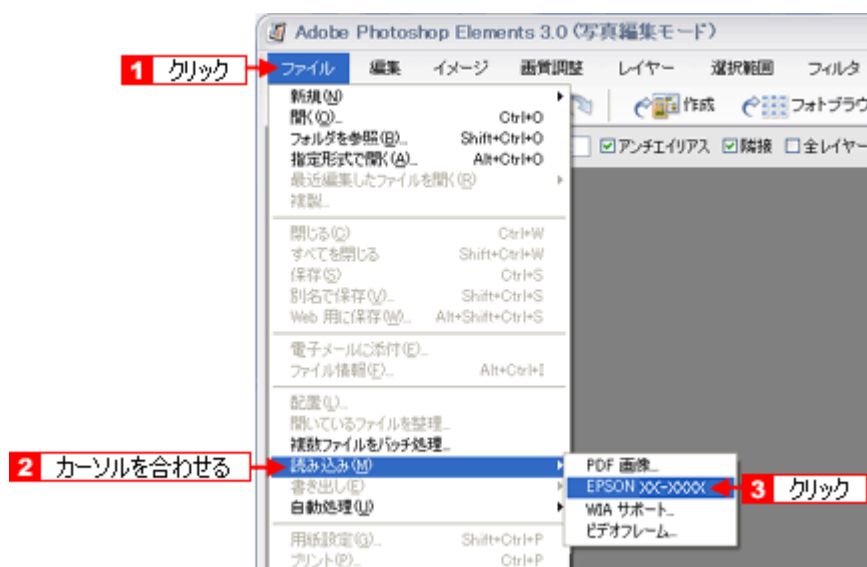 Adobe Photoshop Elements 3.0 (写真編集モード)
1 クリック
ファイル 編集 イメージ 画質調整 レイヤー 選択範囲 フィルタ
作成 フォトブラウ
アンチエイリアス 隣接 全レイヤー
新規(N)
開く(O)... Ctrl+O
フォルダを参照(B)... Shift+Ctrl+O
指定形式で開く(A)... Alt+Ctrl+O
最近編集したファイルを開く(R)
複製...
閉じる(C) Ctrl+W
すべてを閉じる Shift+Ctrl+W
保存(S) Ctrl+S
別名で保存(V)... Shift+Ctrl+S
Web 用に保存(W)... Alt+Shift+Ctrl+S
電子メールに添付(E)...
ファイル情報(F)... Alt+Ctrl+I
配置(L)...
開いているファイルを整理...
複数ファイルをバッチ処理...
2 カーソルを合わせる
読み込み(M)
書き出し(E)
自動処理(U)
用紙設定(G)... Shift+Ctrl+P
プリント(P)... Ctrl+P
PDF 画像...
EPSON XX-XXXX
3 クリック
WIA サポート...
ビデオフレーム...